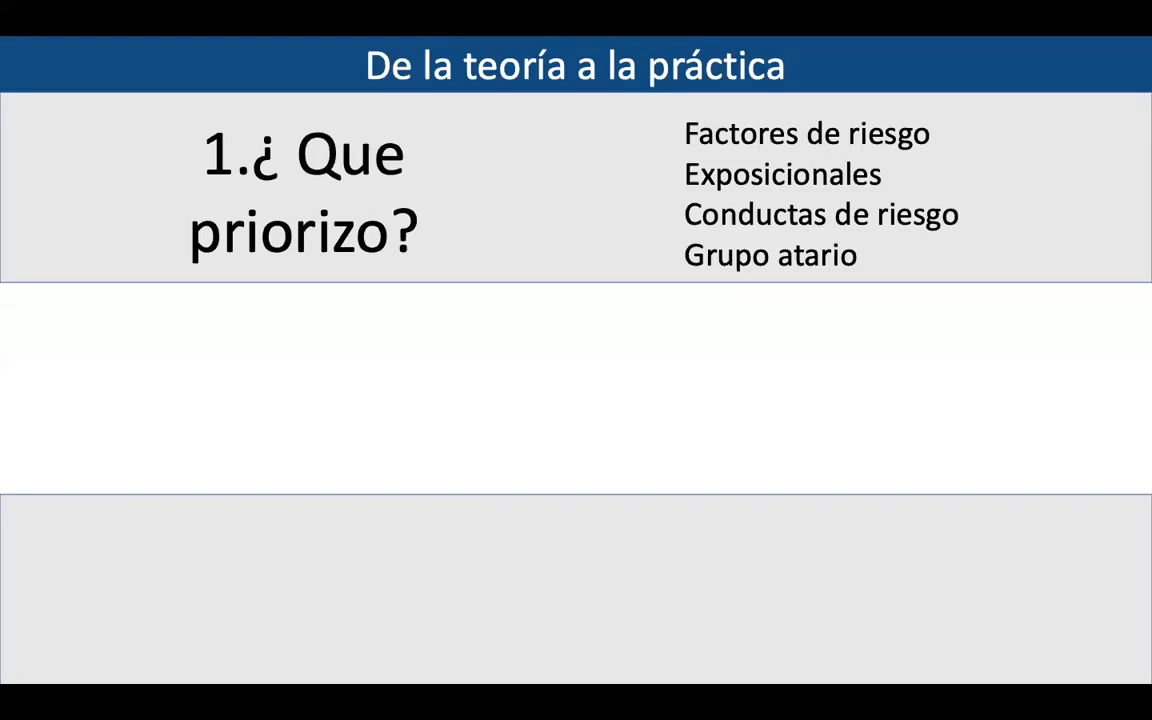 De la teoría a la práctica
1.¿ Que
priorizo?
Factores de riesgo
Exposicionales
Conductas de riesgo
Grupo atario